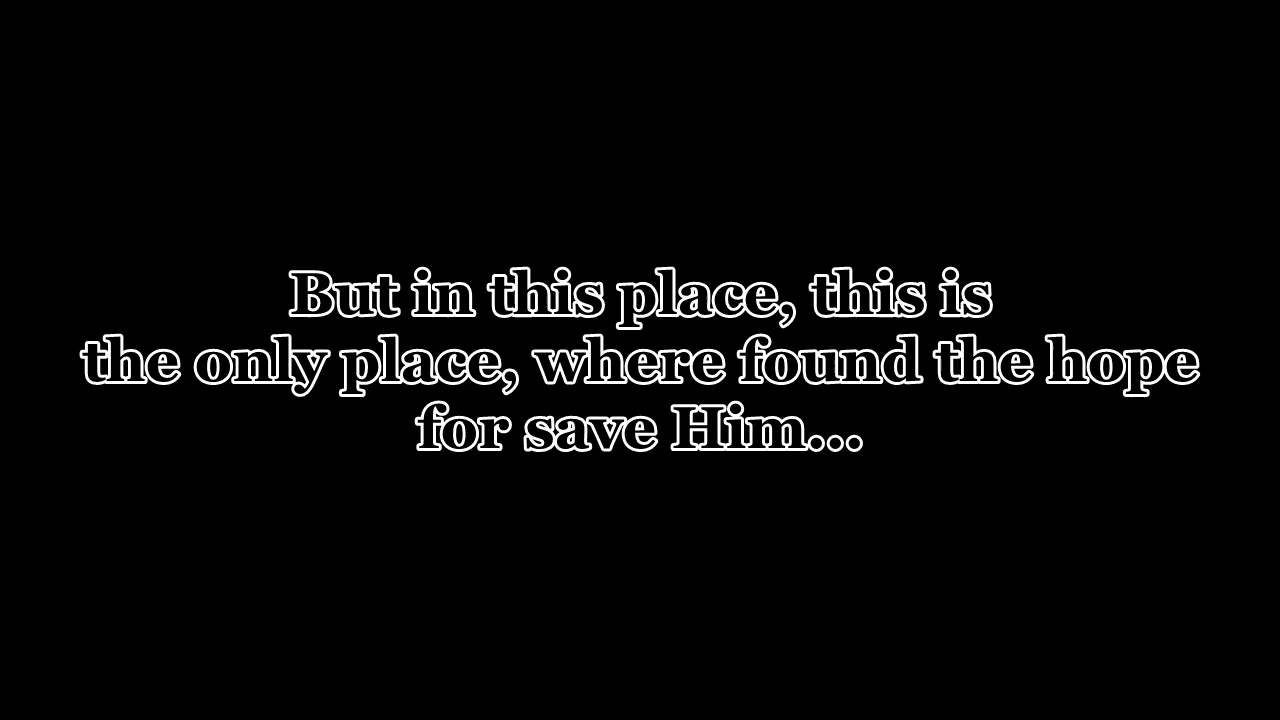 But in this place, this is
the only place, where found the hope
for save Him...